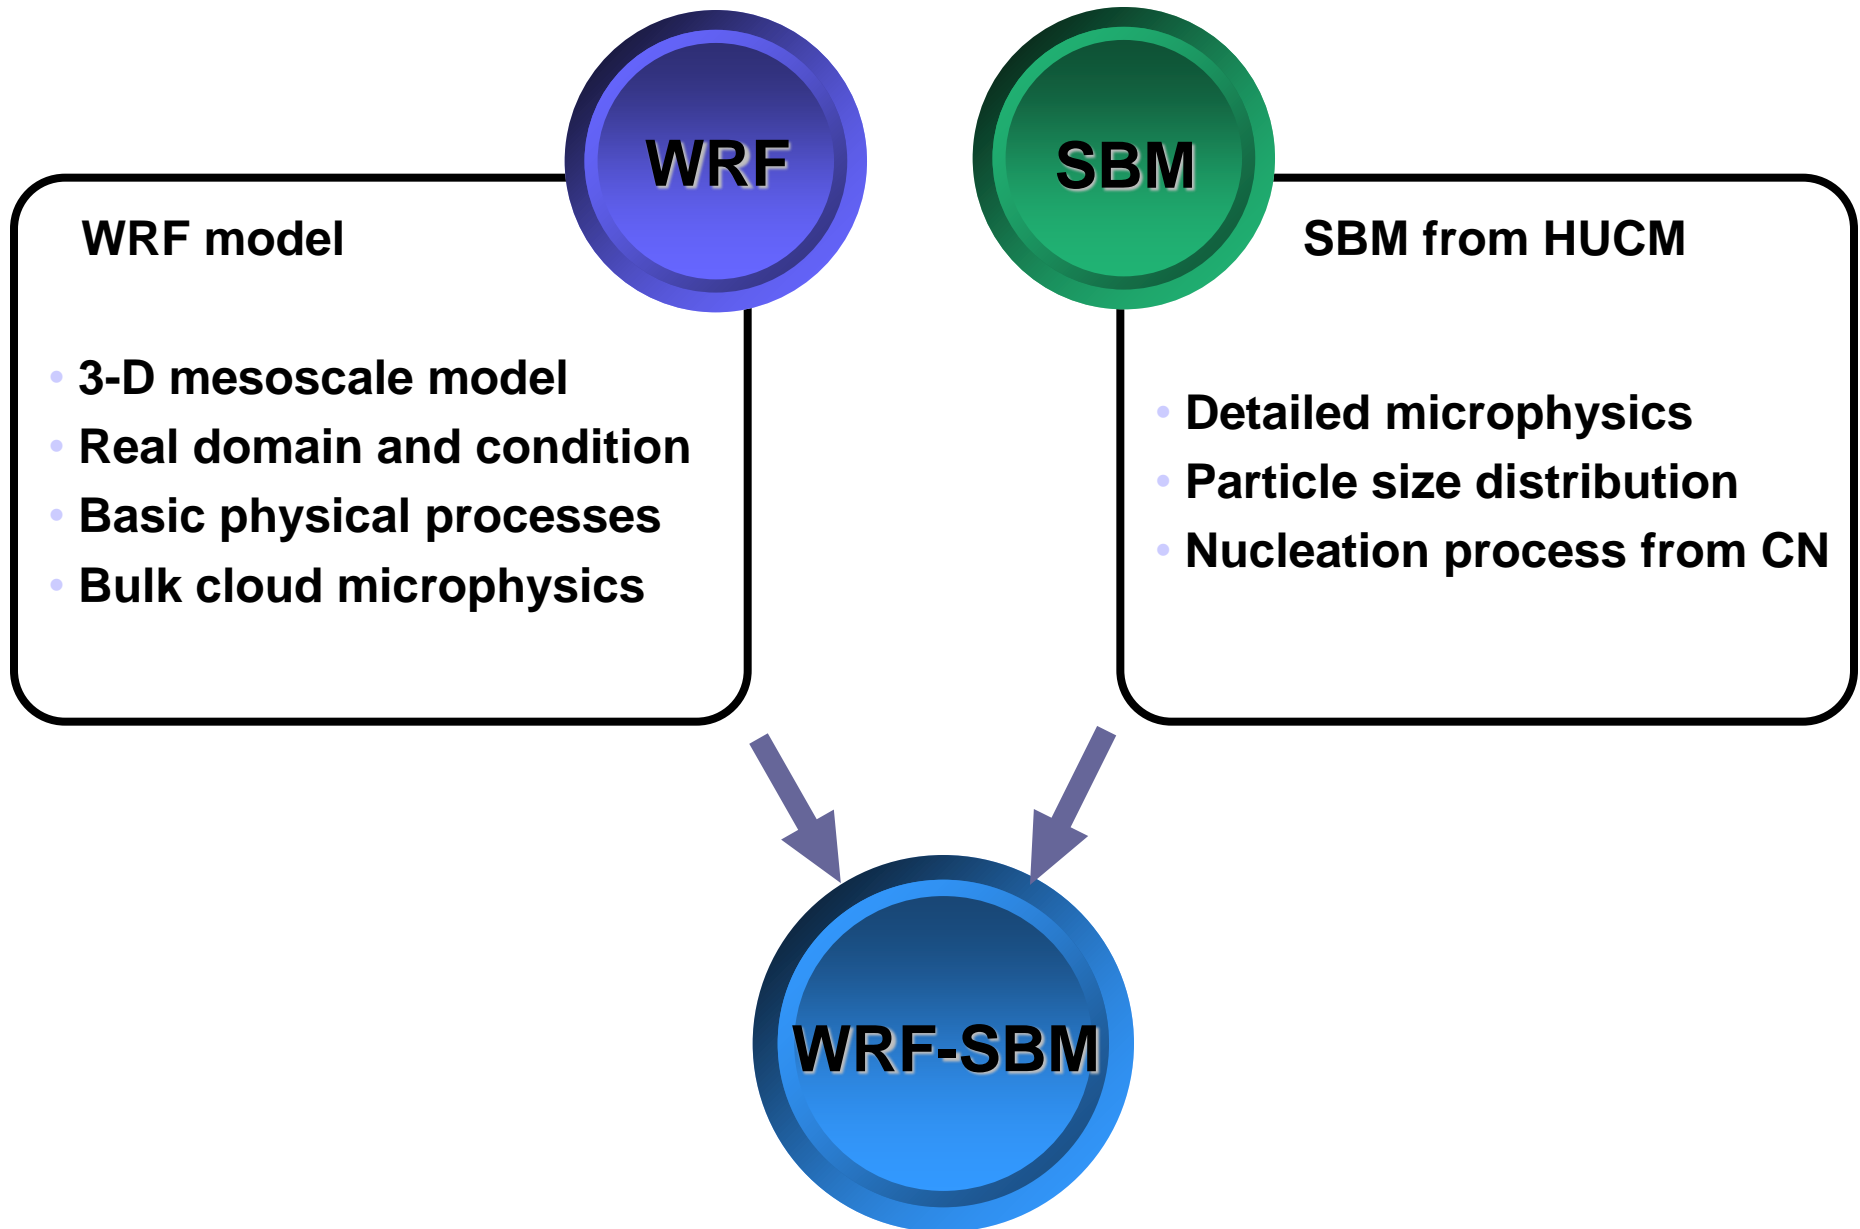 WRF
WRF model
• 3-D mesoscale model
• Real domain and condition
• Basic physical processes
• Bulk cloud microphysics
SBM
SBM from HUCM
• Detailed microphysics
• Particle size distribution
• Nucleation process from CN
WRF-SBM